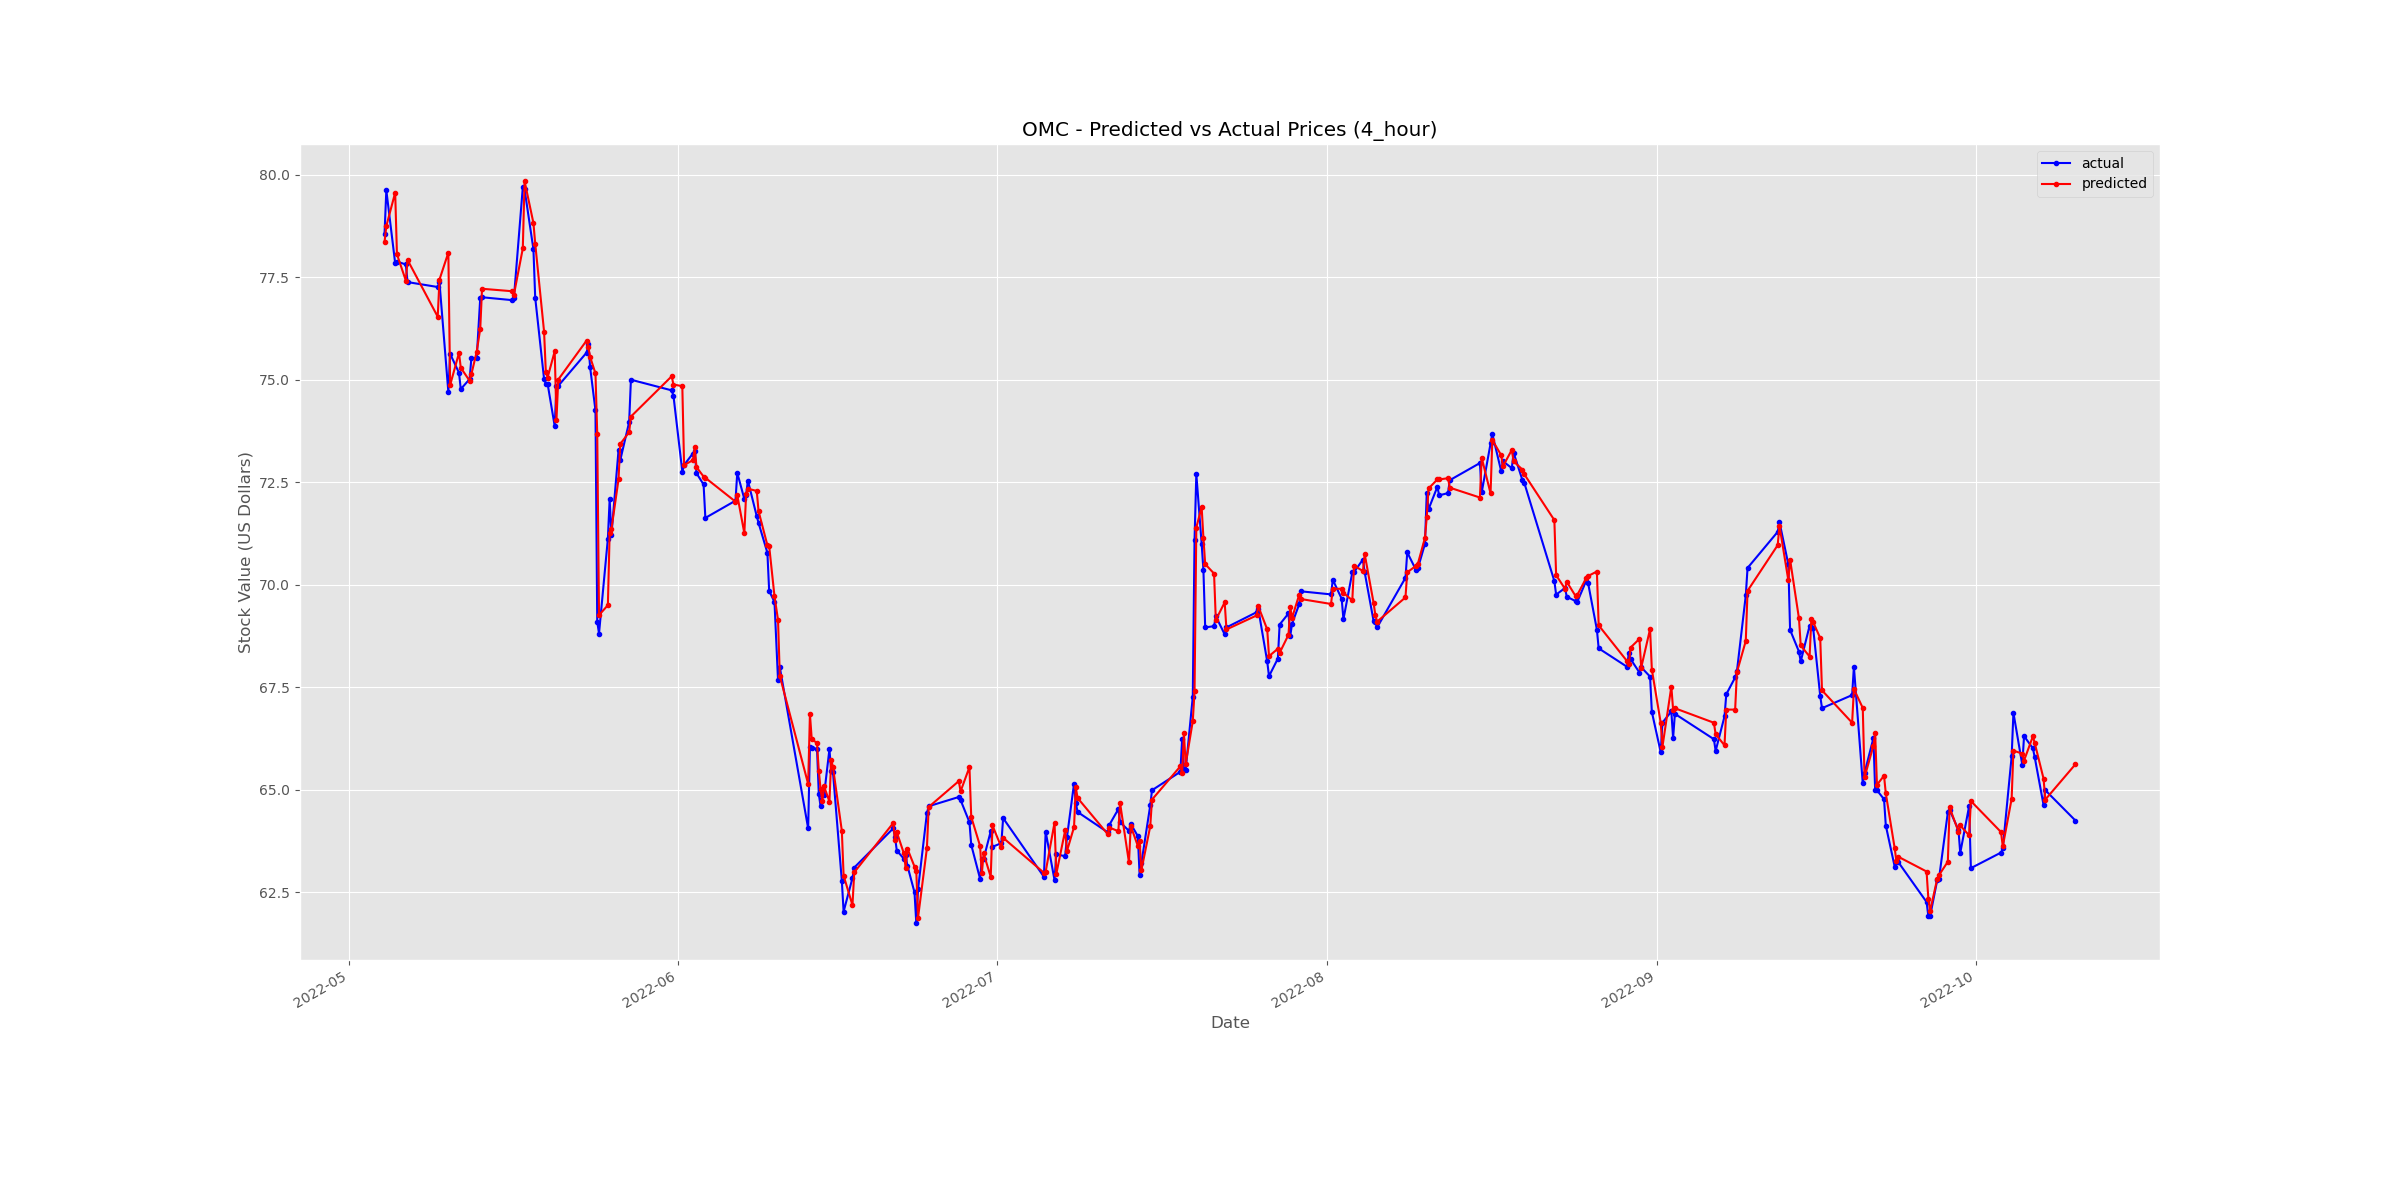 OMC - Predicted vs Actual Prices (4_hour)
actual
predicted
80.0
77.5
75.0
72.5
70.0
67.5
65.0
62.5
Stock Value (US Dollars)
2022-05
2022-06
2022-07
2022-08
2022-09
2022-10
Date